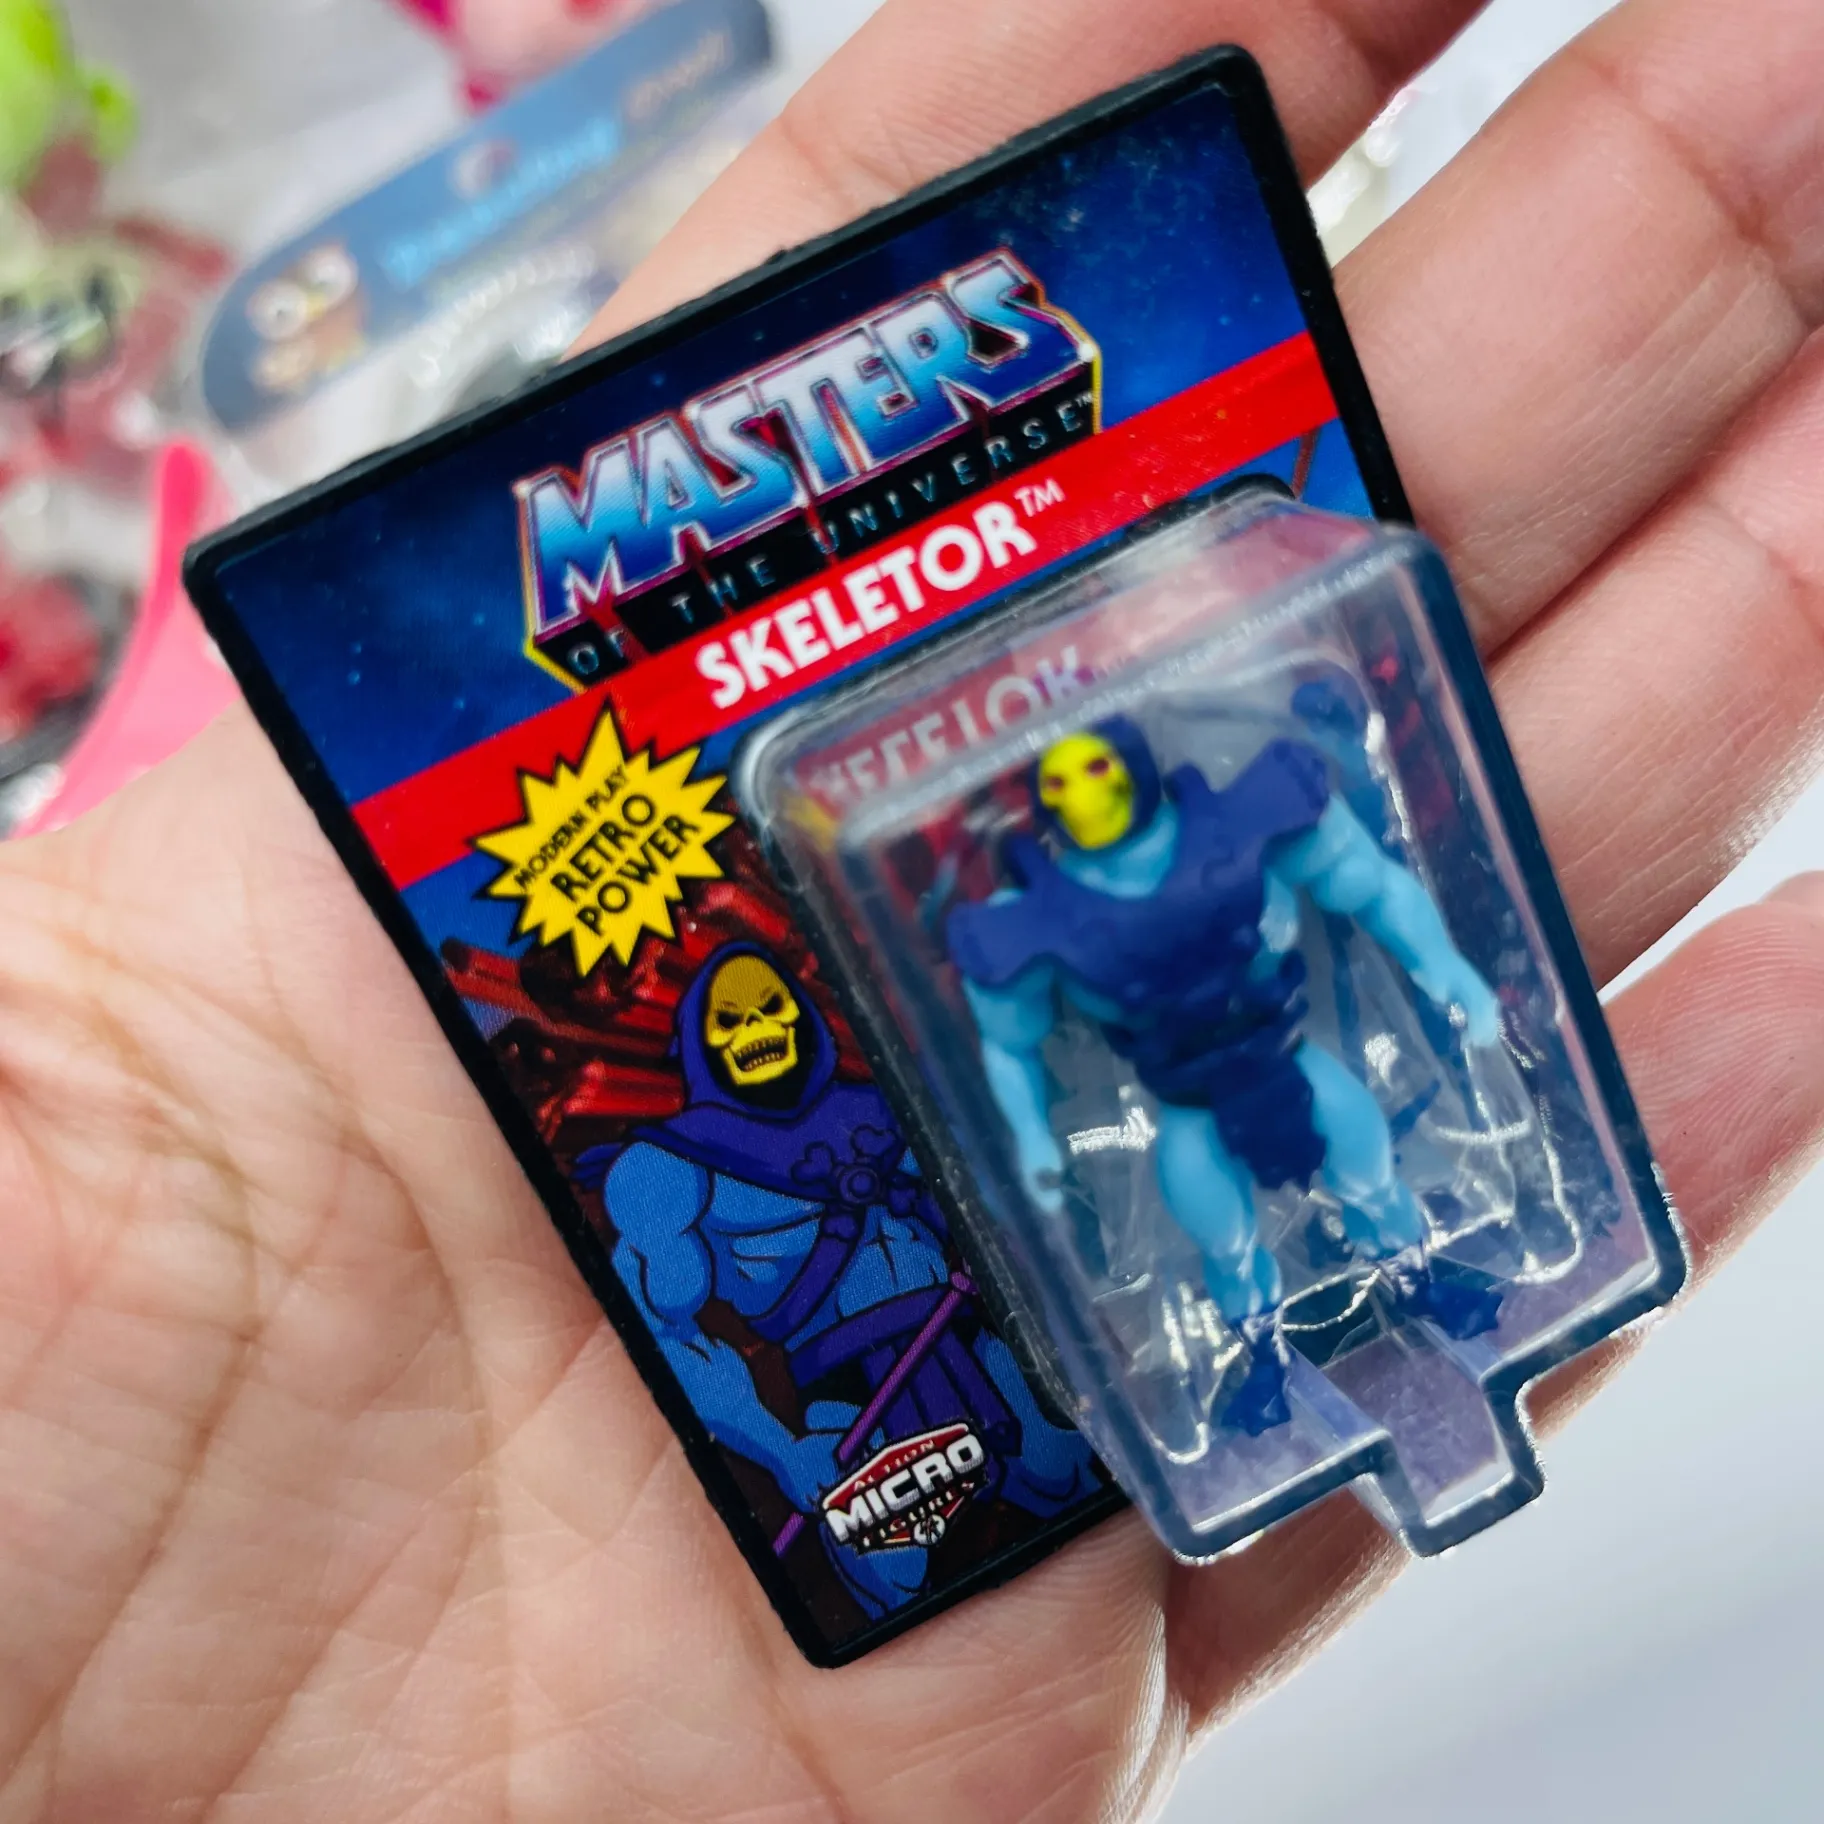 MASTERS
OF THE UNIVERSE™
SKELETOR™
MODERN PLAY
RETRO
POWER
ACTION
MICRO
FIGURES